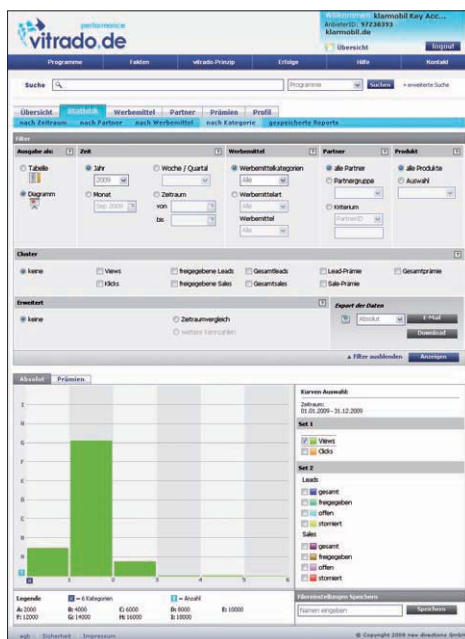 performance
vitrado.de
Willkommen klarmobil Key Acc...
AnbieterID: 97238393
klarmobil.de
Übersicht logout
Programme Fakten vitrado-Prinzip Erfolge Hilfe Kontakt
Suche Programme Suchen + erweiterte Suche
Übersicht Statistik Werbemittel Partner Prämien Profil
nach Zeitraum nach Partner nach Werbemittel nach Kategorie gespeicherte Reports
Filter
Ausgabe als: ? Zeit ? Werbemittel ? Partner ? Produkt ?
Tabelle Jahr Woche / Quartal Werbemittelkategorien alle Partner alle Produkte
2009 Alle Partnergruppe Auswahl
Diagramm Monat Zeitraum Werbemittelart
Sep 2009 von Alle Kriterium
bis Werbemittel PartnerID
Alle
Cluster ?
keine Views freigegebene Leads Gesamtleads Lead-Prämie Gesamtprämie
Klicks freigegebene Sales Gesamtsales Sale-Prämie
Erweitert ? Export der Daten
keine Zeitraumvergleich Absolut E-Mail
weitere Kennzahlen Download
Filter ausblenden Anzeigen
Absolut Prämien
Kurven Auswahl:
Zeitraum:
01.01.2009 - 31.12.2009
Set 1
Views
Clicks
Set 2
Leads
gesamt
freigegeben
offen
storniert
Sales
gesamt
freigegeben
offen
storniert
1 2 3 4 5 6
Legende = 6 Kategorien = Anzahl
A: 2000 B: 4000 C: 6000 D: 8000 E: 10000
F: 12000 G: 14000 H: 16000 I: 18000
Filtereinstellungen Speichern
Namen eingeben Speichern
agb Sicherheit Impressum © Copyright 2008 new directions GmbH